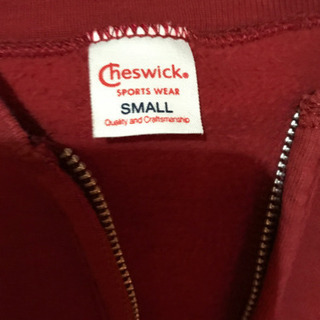 Cheswick®
SPORTS WEAR
SMALL
Quality and Craftsmanship